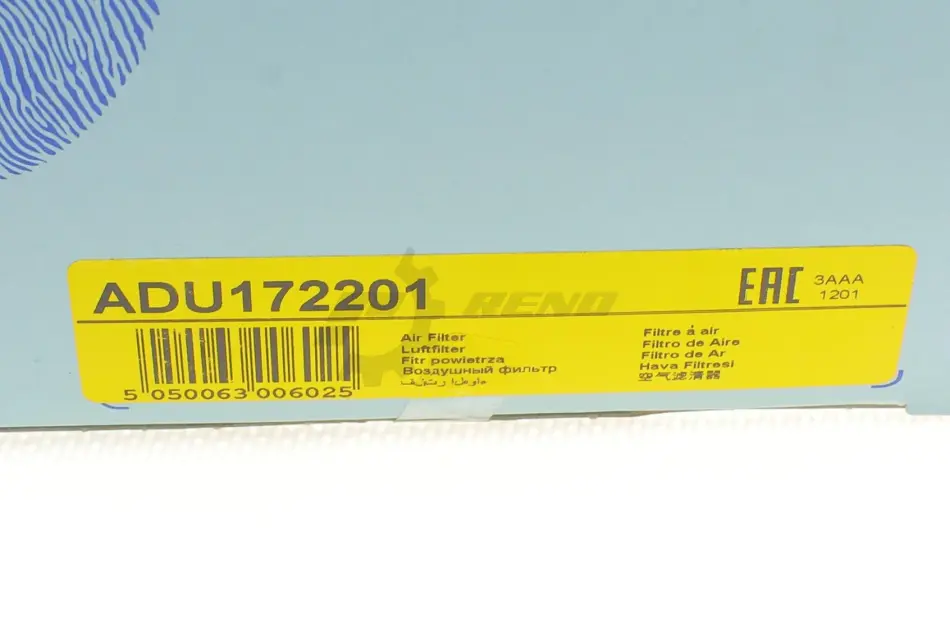 ADU172201
EAC
3AAA
1201
RENO
5 050063 006025
Air Filter
Luftfilter
Fitr powietrza
Воздушный фильтр
Filtre à air
Filtro de Aire
Filtro de Ar
Hava Filtresi
空气滤清器